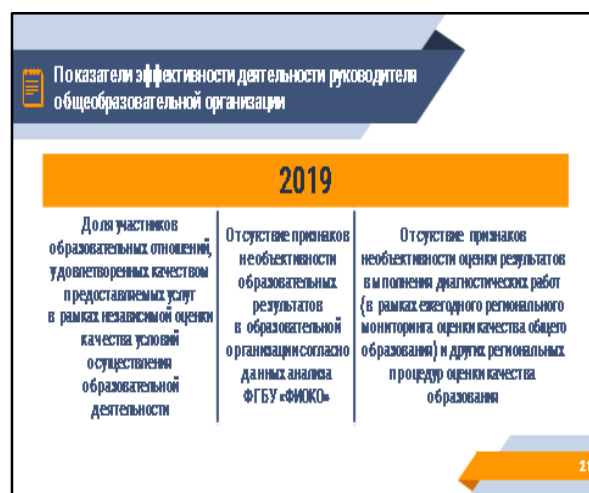 Показатели эффективности деятельности руководителя
общеобразовательной организации
2019
Доля участников
образовательных отношений,
удовлетворенных качеством
предоставляемых услуг
в рамках независимой оценки
качества условий
осуществления
образовательной
деятельности
Отсутствие признаков
необъективности
образовательных
результатов
в образовательной
организации согласно
данных анализа
ФГБУ «ФИОКО»
Отсутствие признаков
необъективности оценки результатов
выполнения диагностических работ
(в рамках ежегодного регионального
мониторинга оценки качества общего
образования) и других региональных
процедур оценки качества
образования